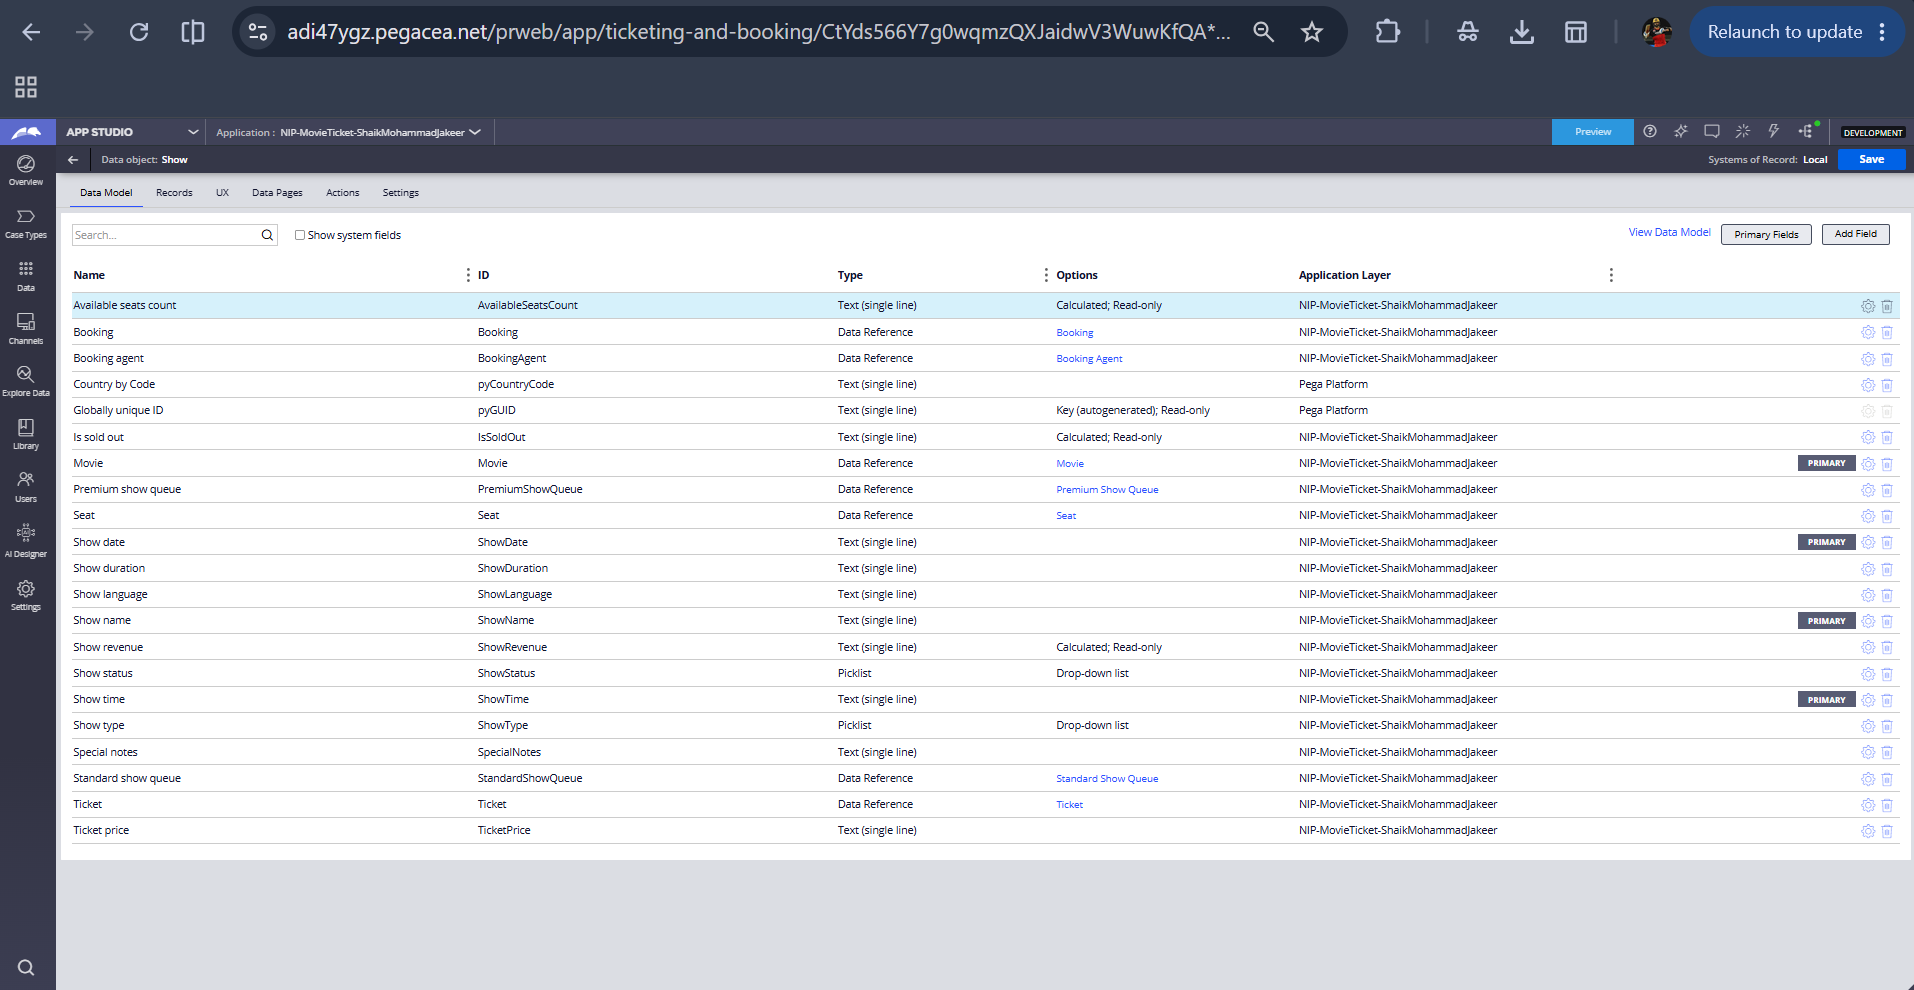 adi47ygz.pegacea.net/prweb/app/ticketing-and-booking/CtYds566Y7g0wqmzQXJaidwV3WuwKfQA*...
Relaunch to update
APP STUDIO
Application : NIP-MovieTicket-ShaikMohammadJakeer
Preview
DEVELOPMENT
Data object: Show
Systems of Record: Local
Save
Overview
Case Types
Data
Channels
Explore Data
Library
Users
AI Designer
Settings
Data Model Records UX Data Pages Actions Settings
Search...
Show system fields
View Data Model
Primary Fields
Add Field
Name ID Type Options Application Layer
Available seats count AvailableSeatsCount Text (single line) Calculated; Read-only NIP-MovieTicket-ShaikMohammadJakeer
Booking Booking Data Reference Booking NIP-MovieTicket-ShaikMohammadJakeer
Booking agent BookingAgent Data Reference Booking Agent NIP-MovieTicket-ShaikMohammadJakeer
Country by Code pyCountryCode Text (single line) Pega Platform
Globally unique ID pyGUID Text (single line) Key (autogenerated); Read-only Pega Platform
Is sold out IsSoldOut Text (single line) Calculated; Read-only NIP-MovieTicket-ShaikMohammadJakeer
Movie Movie Data Reference Movie NIP-MovieTicket-ShaikMohammadJakeer PRIMARY
Premium show queue PremiumShowQueue Data Reference Premium Show Queue NIP-MovieTicket-ShaikMohammadJakeer
Seat Seat Data Reference Seat NIP-MovieTicket-ShaikMohammadJakeer
Show date ShowDate Text (single line) NIP-MovieTicket-ShaikMohammadJakeer PRIMARY
Show duration ShowDuration Text (single line) NIP-MovieTicket-ShaikMohammadJakeer
Show language ShowLanguage Text (single line) NIP-MovieTicket-ShaikMohammadJakeer
Show name ShowName Text (single line) NIP-MovieTicket-ShaikMohammadJakeer PRIMARY
Show revenue ShowRevenue Text (single line) Calculated; Read-only NIP-MovieTicket-ShaikMohammadJakeer
Show status ShowStatus Picklist Drop-down list NIP-MovieTicket-ShaikMohammadJakeer
Show time ShowTime Text (single line) NIP-MovieTicket-ShaikMohammadJakeer PRIMARY
Show type ShowType Picklist Drop-down list NIP-MovieTicket-ShaikMohammadJakeer
Special notes SpecialNotes Text (single line) NIP-MovieTicket-ShaikMohammadJakeer
Standard show queue StandardShowQueue Data Reference Standard Show Queue NIP-MovieTicket-ShaikMohammadJakeer
Ticket Ticket Data Reference Ticket NIP-MovieTicket-ShaikMohammadJakeer
Ticket price TicketPrice Text (single line) NIP-MovieTicket-ShaikMohammadJakeer